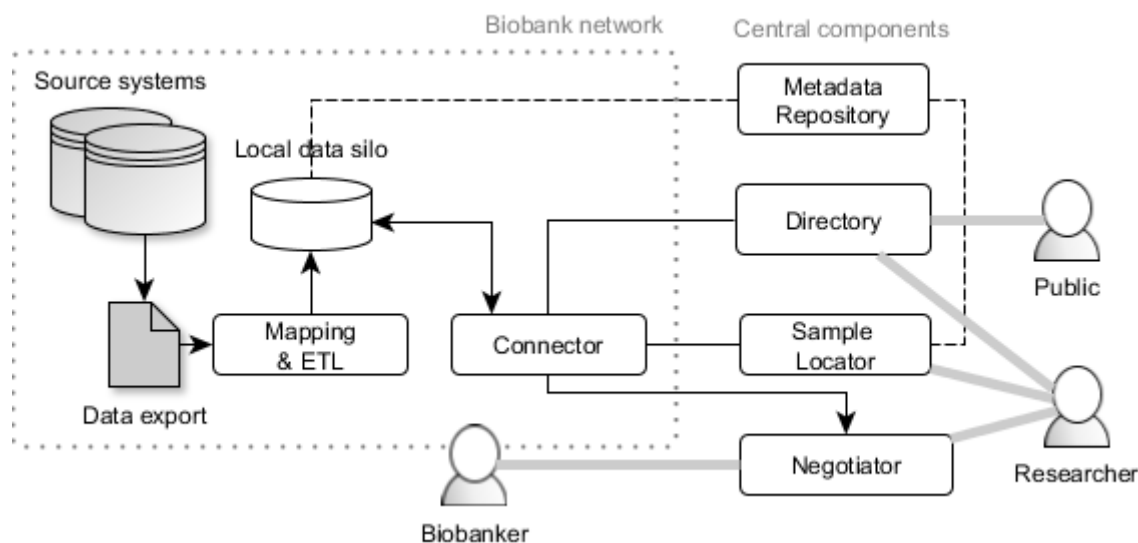 Biobank network
Central components
Source systems
Metadata
Repository
Local data silo
Directory
Public
Mapping
& ETL
Connector
Sample
Locator
Data export
Negotiator
Researcher
Biobanker